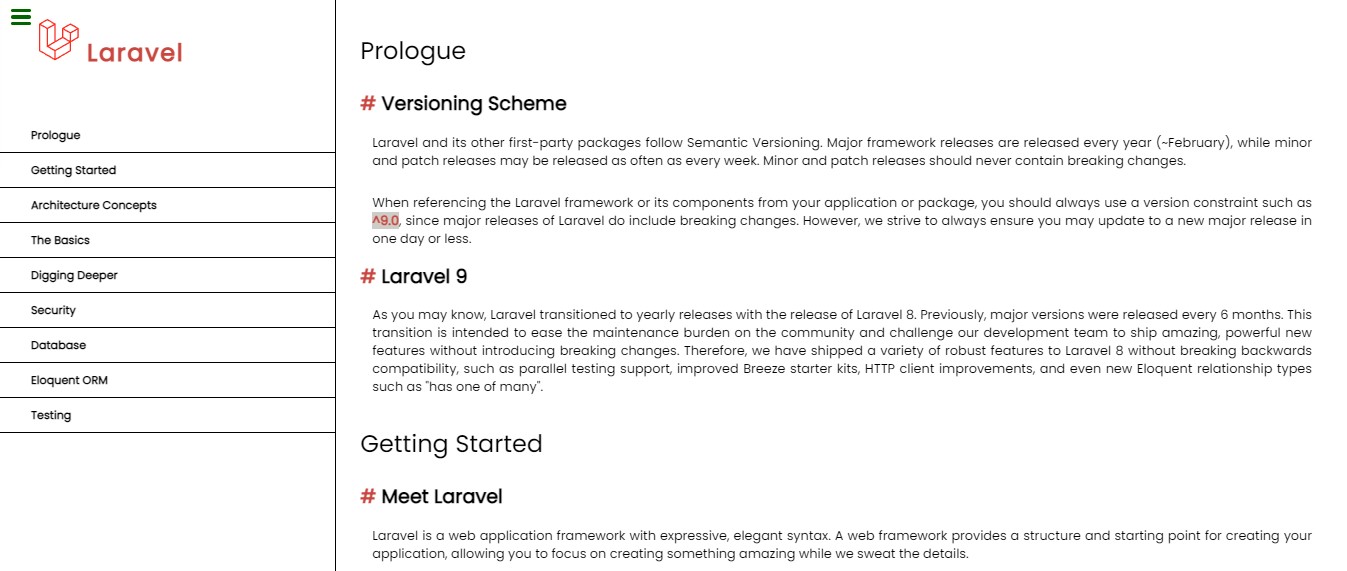 Laravel
Prologue
Getting Started
Architecture Concepts
The Basics
Digging Deeper
Security
Database
Eloquent ORM
Testing
Prologue
# Versioning Scheme
Laravel and its other first-party packages follow Semantic Versioning. Major framework releases are released every year (~February), while minor
and patch releases may be released as often as every week. Minor and patch releases should never contain breaking changes.
When referencing the Laravel framework or its components from your application or package, you should always use a version constraint such as
^9.0, since major releases of Laravel do include breaking changes. However, we strive to always ensure you may update to a new major release in
one day or less.
# Laravel 9
As you may know, Laravel transitioned to yearly releases with the release of Laravel 8. Previously, major versions were released every 6 months. This
transition is intended to ease the maintenance burden on the community and challenge our development team to ship amazing, powerful new
features without introducing breaking changes. Therefore, we have shipped a variety of robust features to Laravel 8 without breaking backwards
compatibility, such as parallel testing support, improved Breeze starter kits, HTTP client improvements, and even new Eloquent relationship types
such as "has one of many".
Getting Started
# Meet Laravel
Laravel is a web application framework with expressive, elegant syntax. A web framework provides a structure and starting point for creating your
application, allowing you to focus on creating something amazing while we sweat the details.